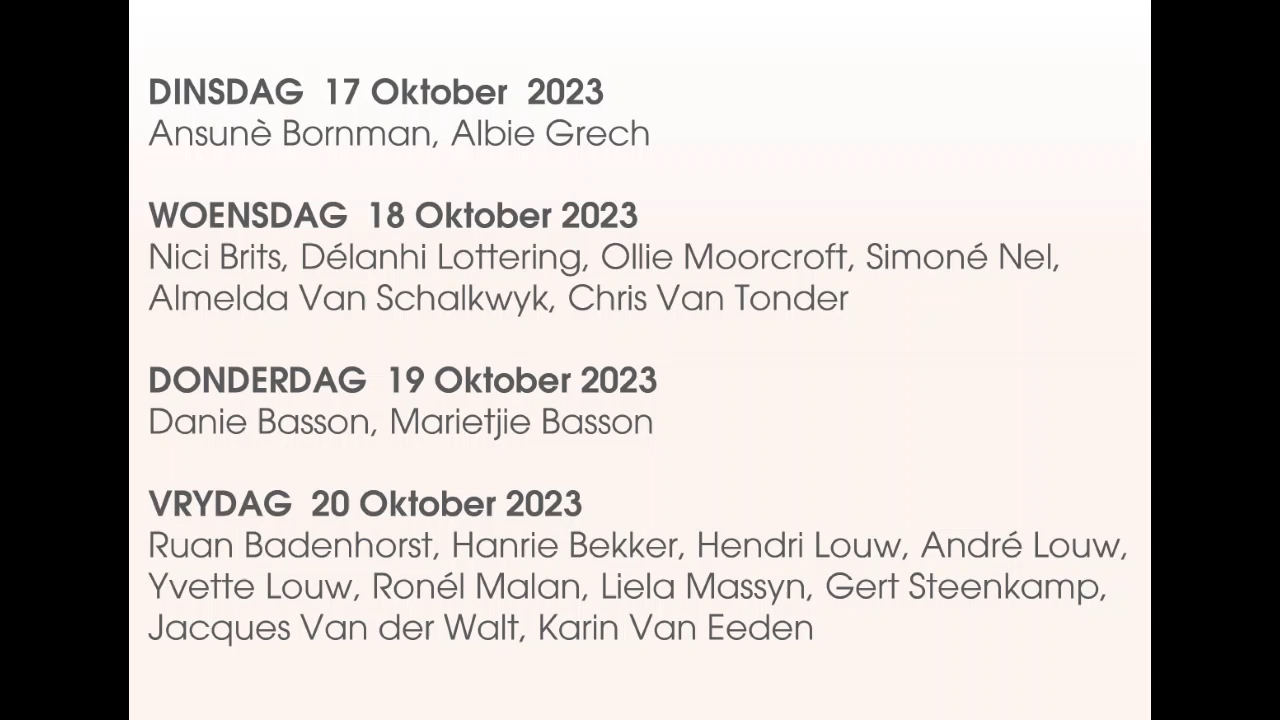 DINSDAG 17 Oktober 2023
Ansunè Bornman, Albie Grech
WOENSDAG 18 Oktober 2023
Nici Brits, Délanhi Lottering, Ollie Moorcroft, Simoné Nel,
Almelda Van Schalkwyk, Chris Van Tonder
DONDERDAG 19 Oktober 2023
Danie Basson, Marietjie Basson
VRYDAG 20 Oktober 2023
Ruan Badenhorst, Hanrie Bekker, Hendri Louw, André Louw,
Yvette Louw, Ronél Malan, Liela Massyn, Gert Steenkamp,
Jacques Van der Walt, Karin Van Eeden